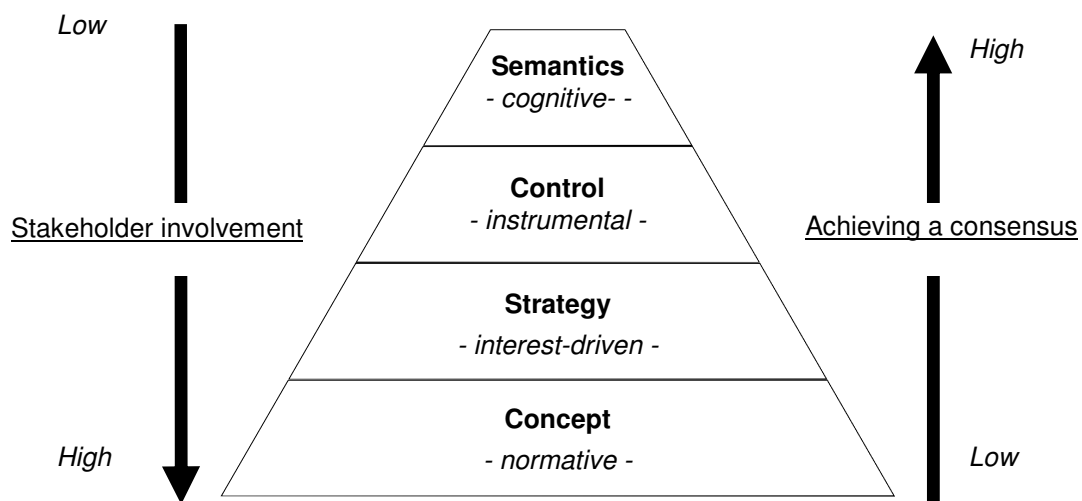 Low
High
Semantics
- cognitive- -
Control
- instrumental -
Stakeholder involvement
Achieving a consensus
Strategy
- interest-driven -
Concept
- normative -
High
Low